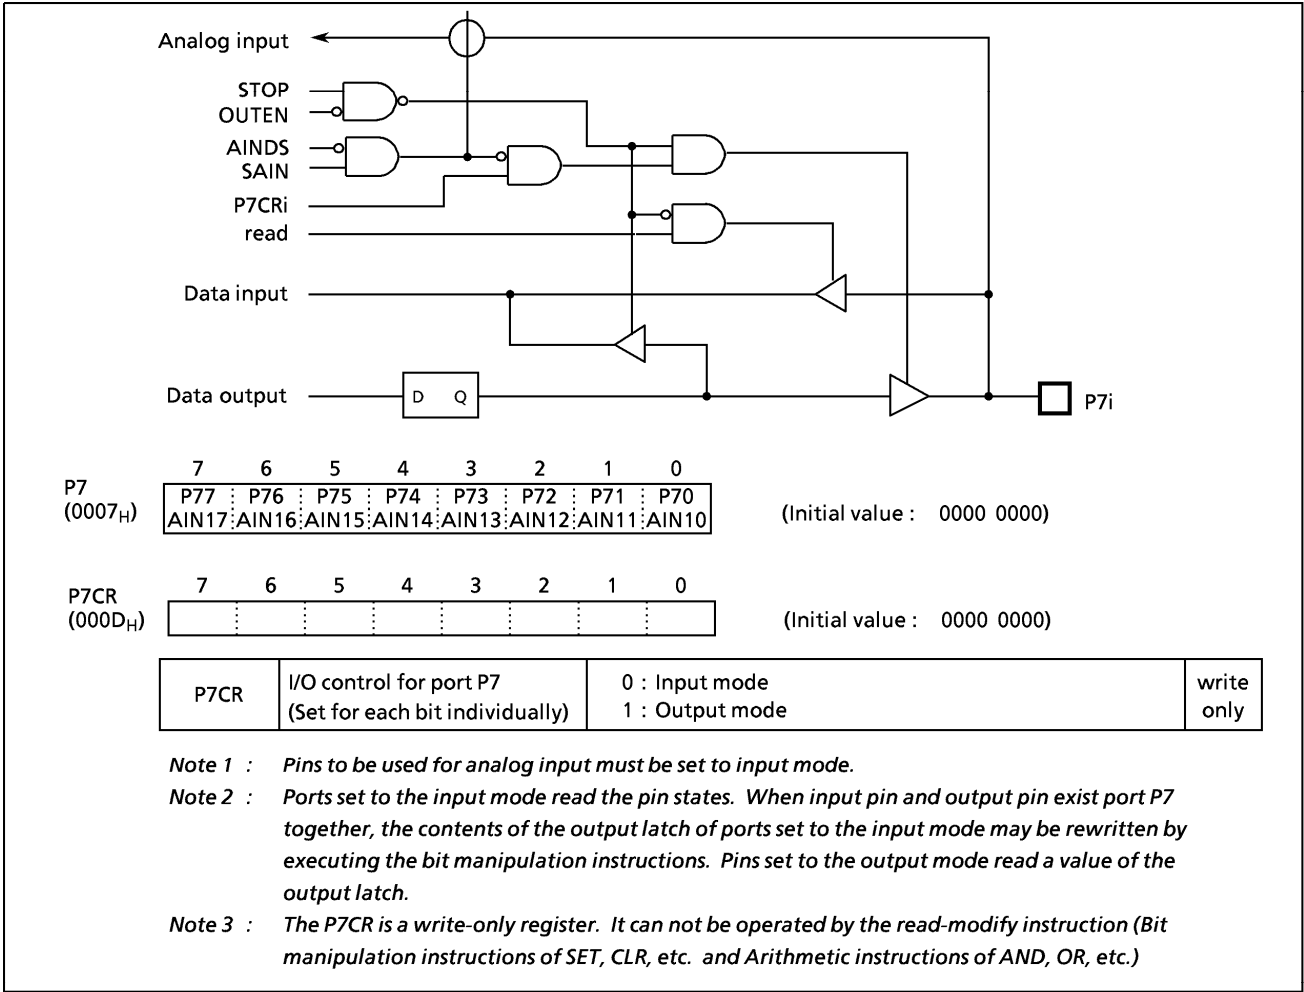 Analog input
STOP
OUTEN
AINDS
SAIN
P7CRi
read
Data input
Data output
D Q
P7i
7 6 5 4 3 2 1 0
P7
(0007H)
P77 P76 P75 P74 P73 P72 P71 P70
AIN17 AIN16 AIN15 AIN14 AIN13 AIN12 AIN11 AIN10
(Initial value : 0000 0000)
7 6 5 4 3 2 1 0
P7CR
(000DH)
(Initial value : 0000 0000)
P7CR
I/O control for port P7
(Set for each bit individually)
0 : Input mode
1 : Output mode
write
only
Note 1 : Pins to be used for analog input must be set to input mode.
Note 2 : Ports set to the input mode read the pin states. When input pin and output pin exist port P7
together, the contents of the output latch of ports set to the input mode may be rewritten by
executing the bit manipulation instructions. Pins set to the output mode read a value of the
output latch.
Note 3 : The P7CR is a write-only register. It can not be operated by the read-modify instruction (Bit
manipulation instructions of SET, CLR, etc. and Arithmetic instructions of AND, OR, etc.)